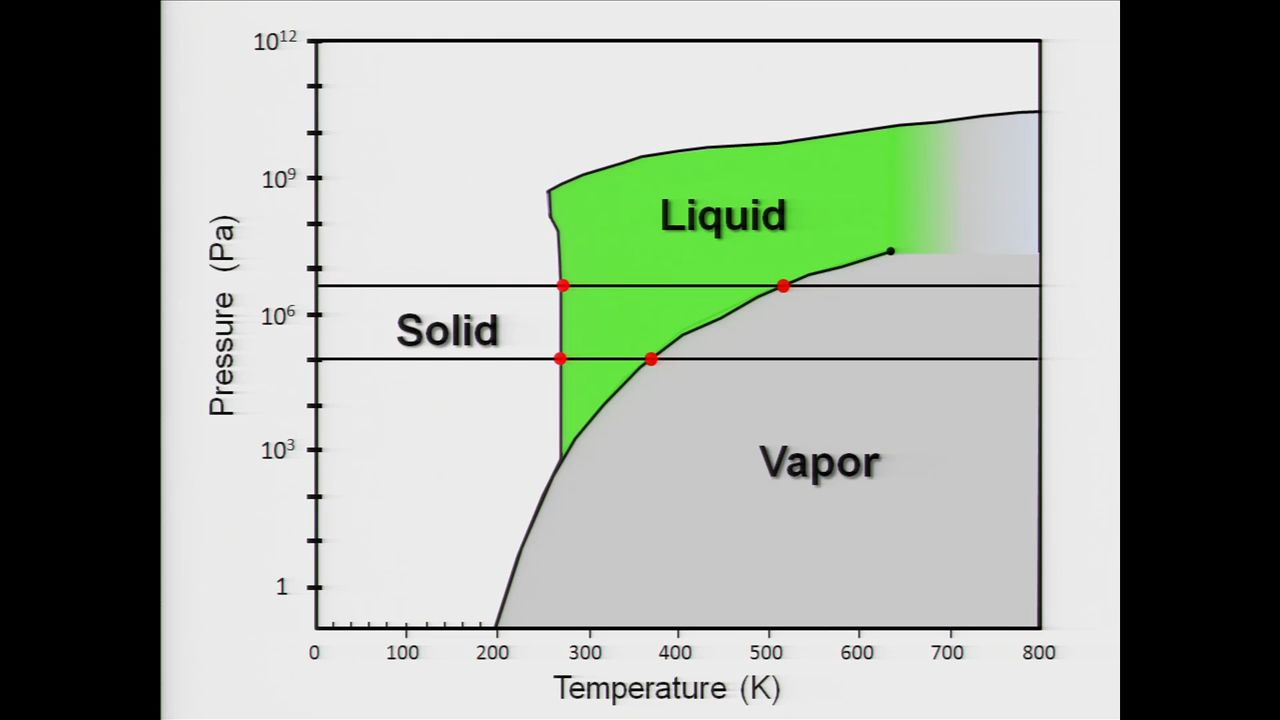 10¹²
10⁹
10⁶
10³
1
Pressure (Pa)
Liquid
Solid
Vapor
0 100 200 300 400 500 600 700 800
Temperature (K)